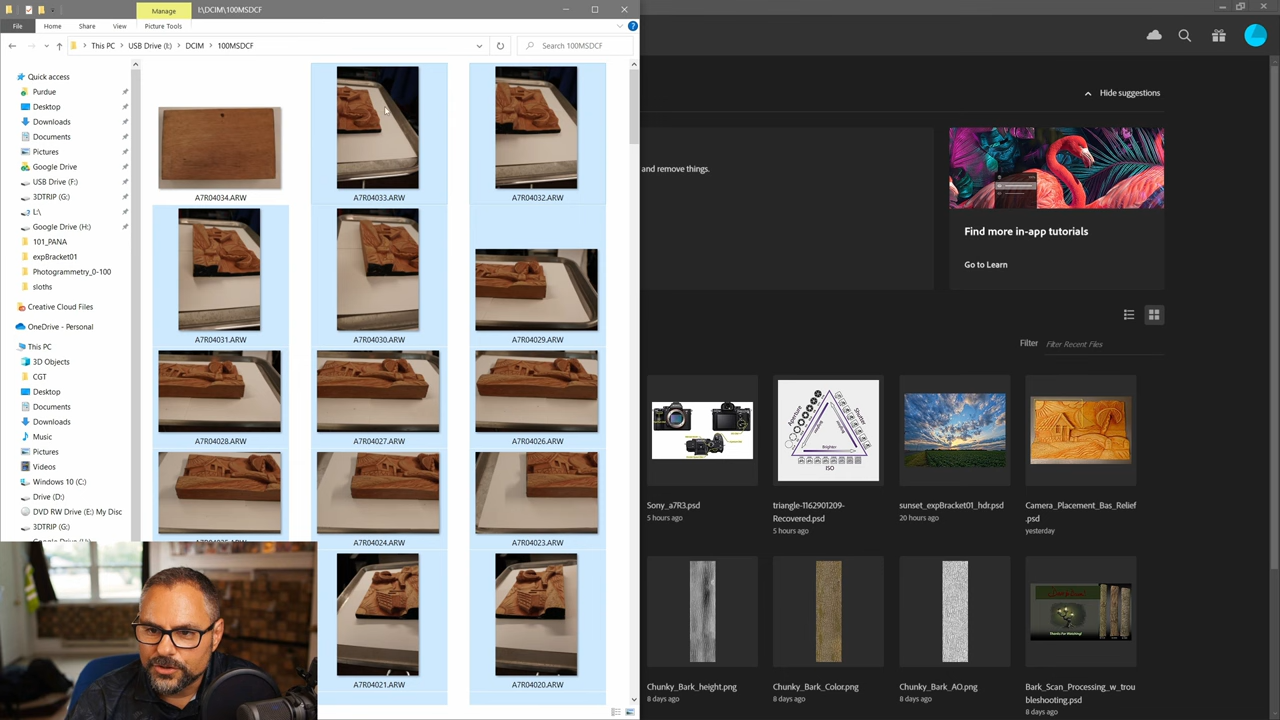 Manage
I:\DCIM\100MSDCF
File
Home
Share
View
Picture Tools
This PC
USB Drive (I:)
DCIM
100MSDCF
Search 100MSDCF
Quick access
Purdue
Desktop
Downloads
Documents
Pictures
Google Drive
USB Drive (F:)
3DTRIP (G:)
L:\
Google Drive (H:)
101_PANA
expBracket01
Photogrammetry_0-100
sloths
Creative Cloud Files
OneDrive - Personal
This PC
3D Objects
CGT
Desktop
Documents
Downloads
Music
Pictures
Videos
Windows 10 (C:)
Drive (D:)
DVD RW Drive (E:) My Disc
3DTRIP (G:)
A7R04034.ARW
A7R04033.ARW
A7R04032.ARW
A7R04031.ARW
A7R04030.ARW
A7R04029.ARW
A7R04028.ARW
A7R04027.ARW
A7R04026.ARW
A7R04024.ARW
A7R04023.ARW
A7R04021.ARW
A7R04020.ARW
Hide suggestions
and remove things.
Find more in-app tutorials
Go to Learn
Filter
Filter Recent Files
Brighter
ISO
Sony_a7R3.psd
5 hours ago
triangle-1162901209-
Recovered.psd
5 hours ago
sunset_expBracket01_hdr.psd
20 hours ago
Camera_Placement_Bas_Relief
.psd
yesterday
Chunky_Bark_height.png
8 days ago
Chunky_Bark_Color.png
8 days ago
Chunky_Bark_AO.png
8 days ago
Bark_Scan_Processing_w_trou
bleshooting.psd
8 days ago